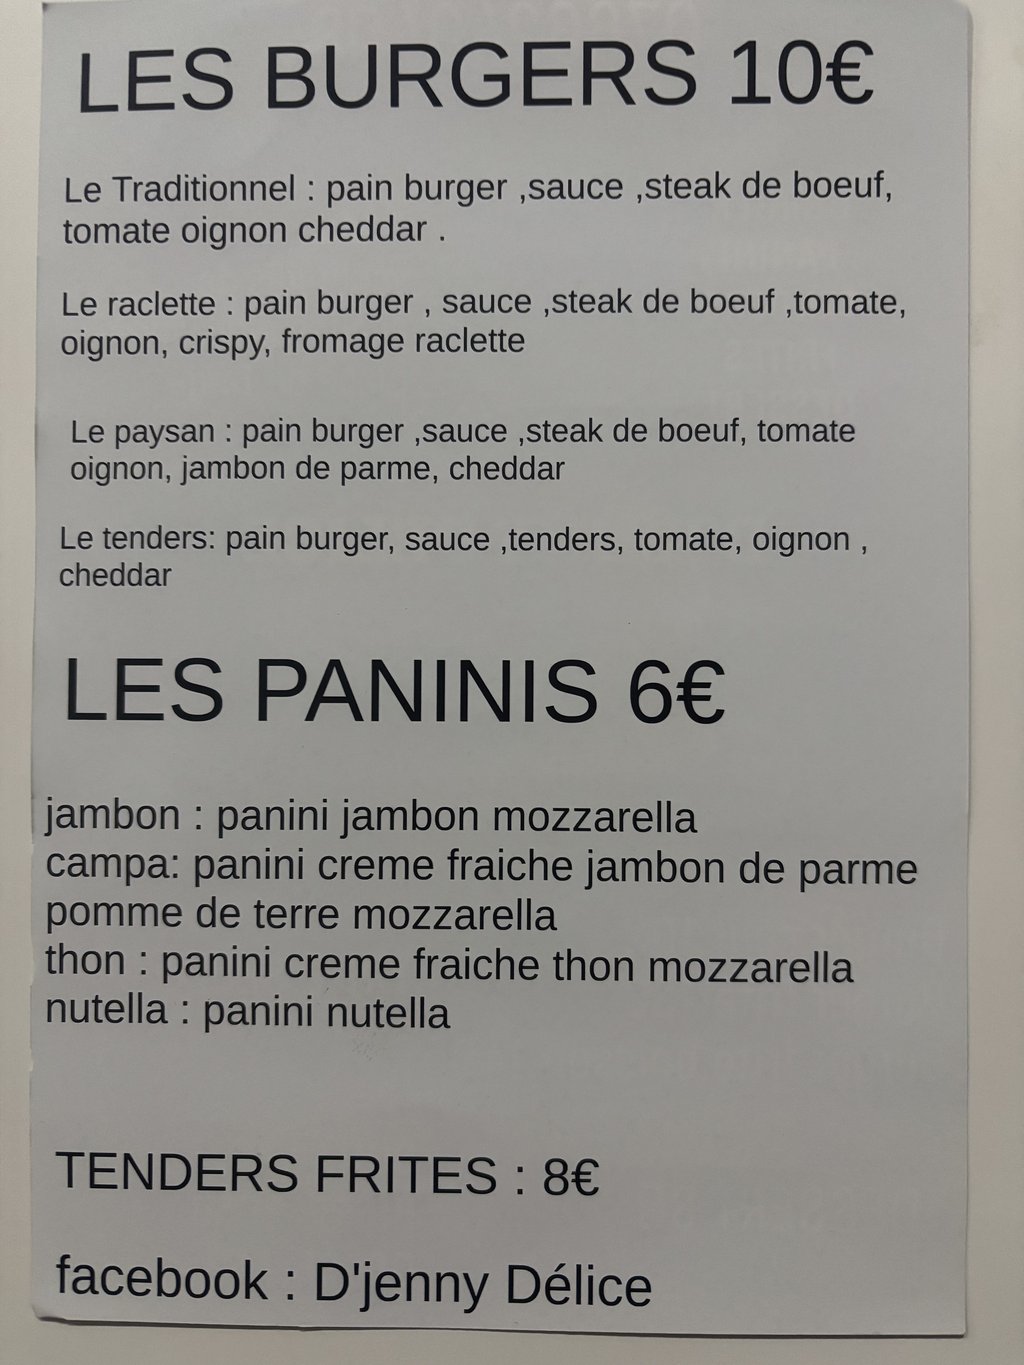 LES BURGERS 10€
Le Traditionnel : pain burger ,sauce ,steak de boeuf,
tomate oignon cheddar .
Le raclette : pain burger , sauce ,steak de boeuf ,tomate,
oignon, crispy, fromage raclette
Le paysan : pain burger ,sauce ,steak de boeuf, tomate
oignon, jambon de parme, cheddar
Le tenders: pain burger, sauce ,tenders, tomate, oignon ,
cheddar
LES PANINIS 6€
jambon : panini jambon mozzarella
campa: panini creme fraiche jambon de parme
pomme de terre mozzarella
thon : panini creme fraiche thon mozzarella
nutella : panini nutella
TENDERS FRITES : 8€
facebook : D'jenny Délice